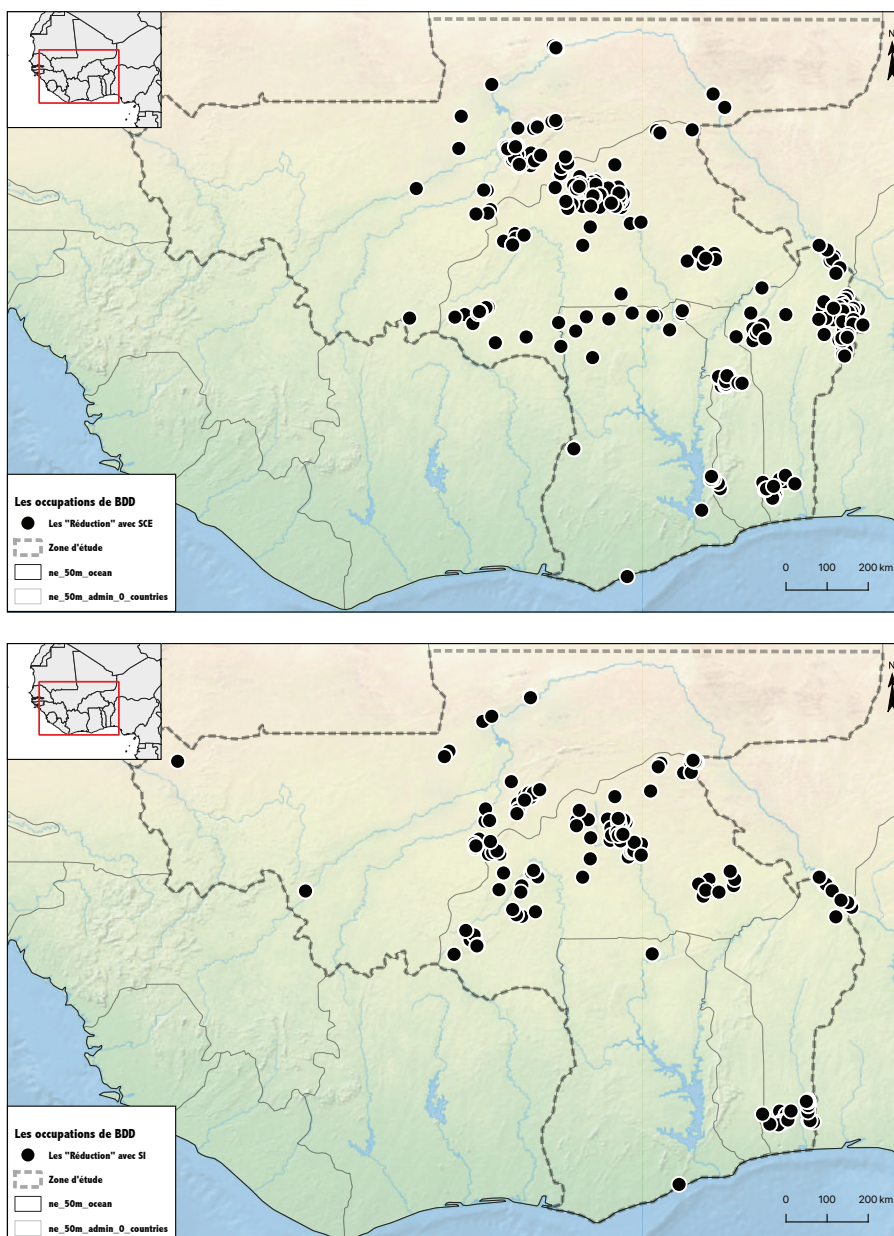 N
Les occupations de BDD
Les "Réduction" avec SCE
Zone d'étude
ne_50m_ocean
ne_50m_admin_0_countries
0 100 200 km
N
Les occupations de BDD
Les "Réduction" avec SI
Zone d'étude
ne_50m_ocean
ne_50m_admin_0_countries
0 100 200 km